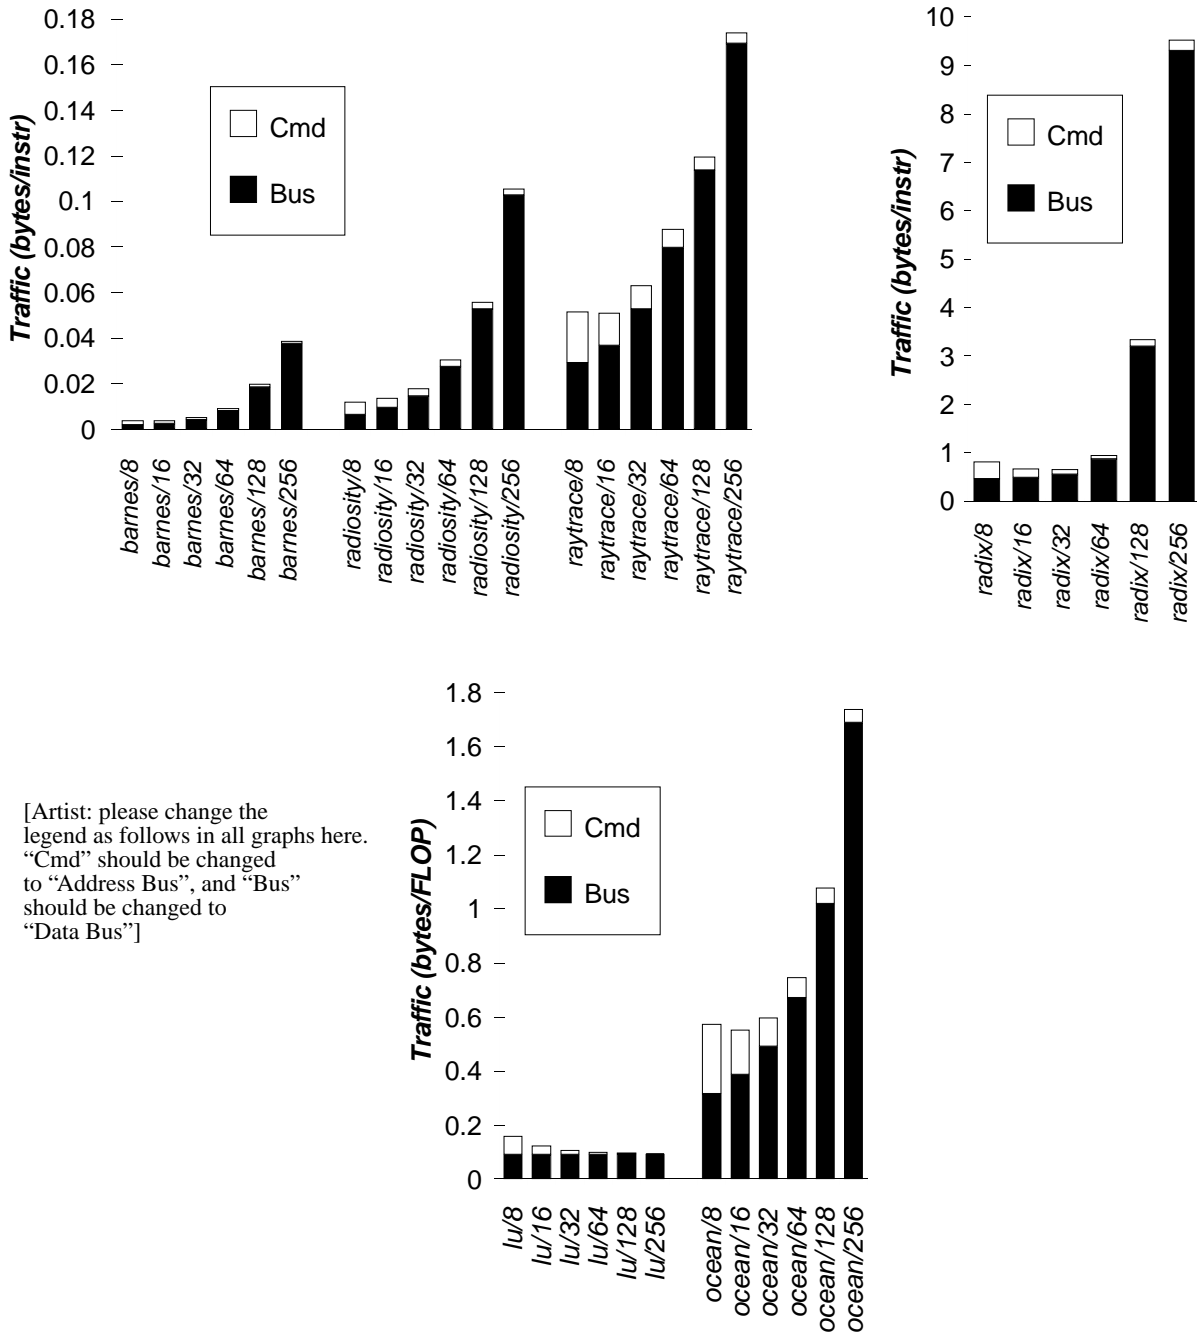 0.18
0.16
0.14
0.12
0.1
0.08
0.06
0.04
0.02
0
Traffic (bytes/instr)
Cmd
Bus
barnes/8
barnes/16
barnes/32
barnes/64
barnes/128
barnes/256
radiosity/8
radiosity/16
radiosity/32
radiosity/64
radiosity/128
radiosity/256
raytrace/8
raytrace/16
raytrace/32
raytrace/64
raytrace/128
raytrace/256
10
9
8
7
6
5
4
3
2
1
0
Traffic (bytes/instr)
Cmd
Bus
radix/8
radix/16
radix/32
radix/64
radix/128
radix/256
[Artist: please change the
legend as follows in all graphs here.
“Cmd” should be changed
to “Address Bus”, and “Bus”
should be changed to
“Data Bus”]
1.8
1.6
1.4
1.2
1
0.8
0.6
0.4
0.2
0
Traffic (bytes/FLOP)
Cmd
Bus
lu/8
lu/16
lu/32
lu/64
lu/128
lu/256
ocean/8
ocean/16
ocean/32
ocean/64
ocean/128
ocean/256